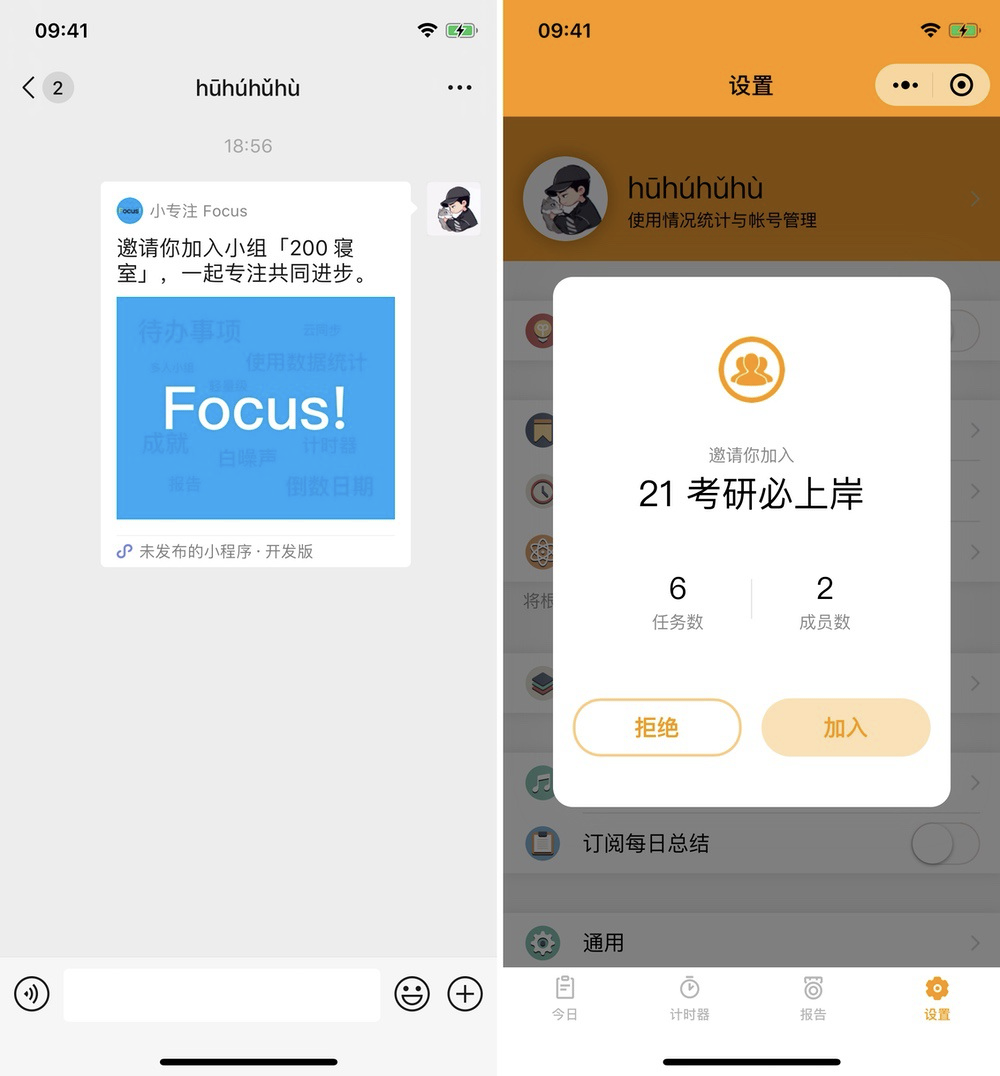 09:41
2
hūhúhǔhù
18:56
Focus
小专注 Focus
邀请你加入小组「200 寝
室」，一起专注共同进步。
待办事项
云同步
使用数据统计
Focus!
成就
计时器
白噪声
报告
倒数日期
未发布的小程序 · 开发版
09:41
设置
hūhúhǔhù
使用情况统计与帐号管理
邀请你加入
21 考研必上岸
6
2
任务数
成员数
将根
拒绝
加入
订阅每日总结
通用
今日
计时器
报告
设置